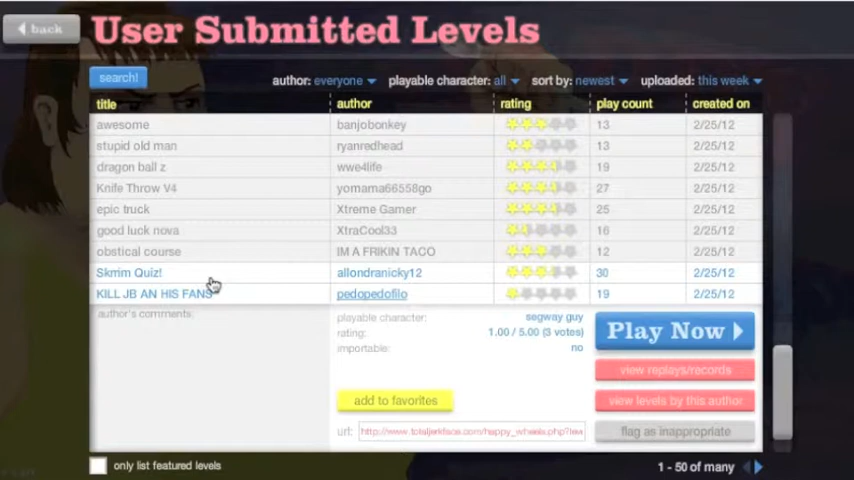 back
User Submitted Levels
search! author: everyone playable character: all sort by: newest uploaded: this week
title author rating play count created on
awesome banjobonkey 13 2/25/12
stupid old man ryanredhead 13 2/25/12
dragon ball z wwe4life 19 2/25/12
Knife Throw V4 yomama66558go 27 2/25/12
epic truck Xtreme Gamer 25 2/25/12
good luck nova XtraCool33 16 2/25/12
obstical course IM A FRIKIN TACO 12 2/25/12
Skrrim Quiz! allondranicky12 30 2/25/12
KILL JB AN HIS FANS pedopedofilo 19 2/25/12
author's comments:
playable character: segway guy
rating: 1.00 / 5.00 (3 votes)
importable: no
Play Now
view replays/records
add to favorites
view levels by this author
url: http://www.totaljerkface.com/happy_wheels.php?lev
flag as inappropriate
only list featured levels
1 - 50 of many